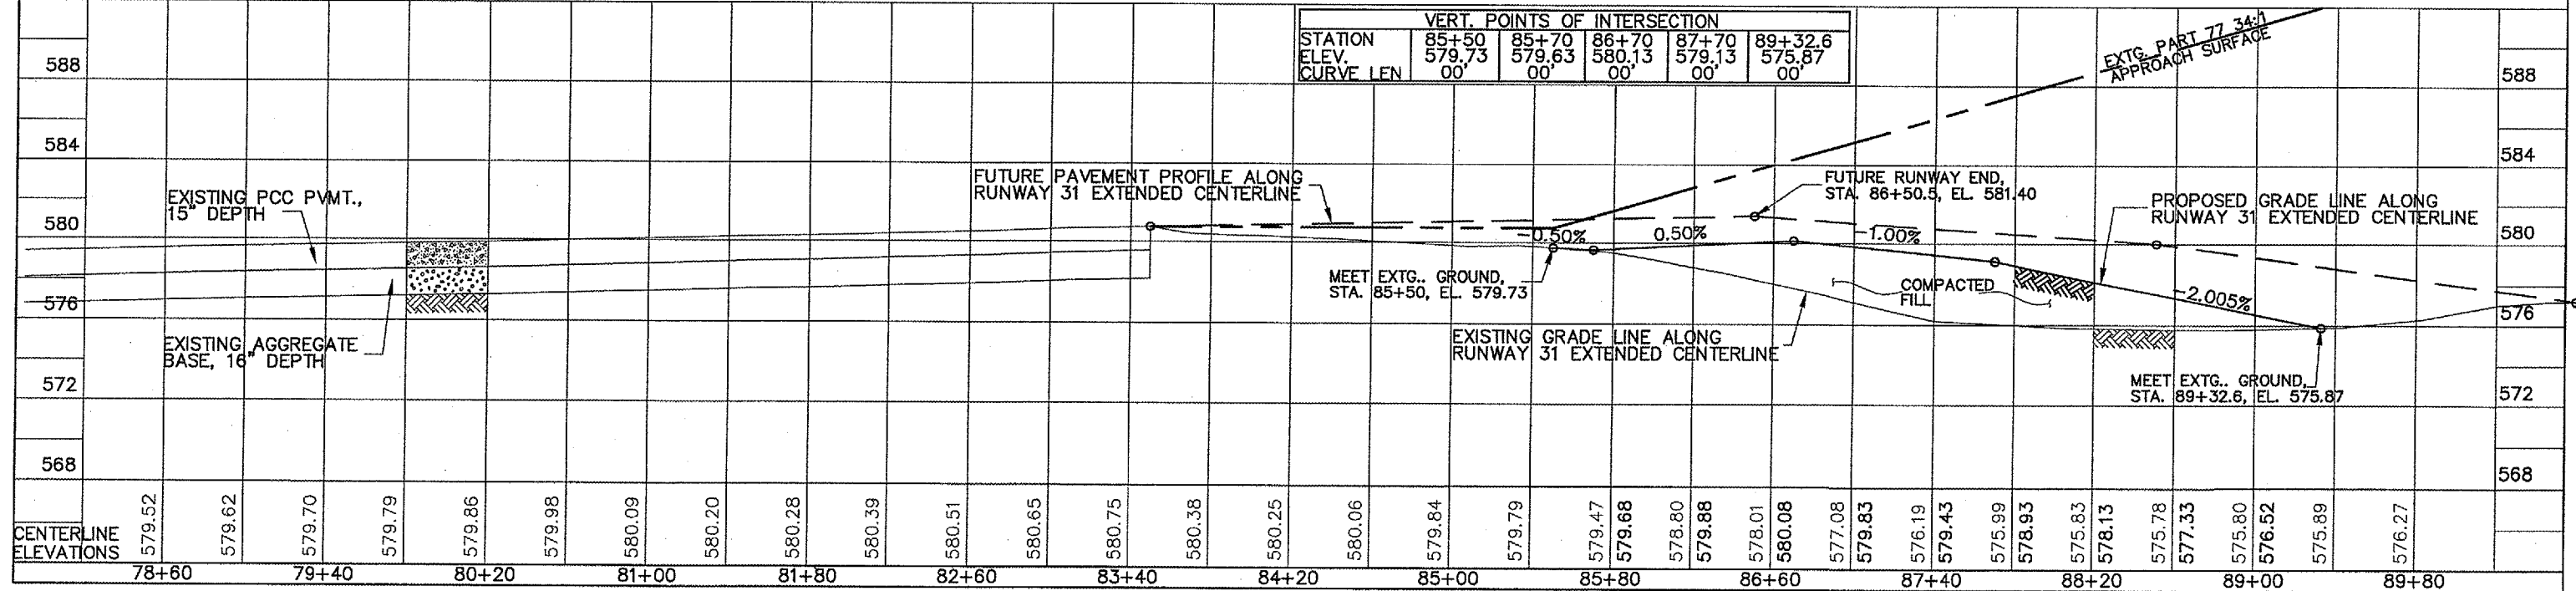 VERT. POINTS OF INTERSECTION
STATION 85+50 85+70 86+70 87+70 89+32.6
ELEV. 579.73 579.63 580.13 579.13 575.87
CURVE LEN 00' 00' 00' 00' 00'
EXTG. PART 77 34:1
APPROACH SURFACE
588 588
584 584
580 580
576 576
572 572
568 568
EXISTING PCC PVMT.,
15" DEPTH
EXISTING AGGREGATE
BASE, 16" DEPTH
FUTURE PAVEMENT PROFILE ALONG
RUNWAY 31 EXTENDED CENTERLINE
FUTURE RUNWAY END,
STA. 86+50.5, EL. 581.40
PROPOSED GRADE LINE ALONG
RUNWAY 31 EXTENDED CENTERLINE
-0.50% 0.50% -1.00% -2.005%
MEET EXTG.. GROUND,
STA. 85+50, EL. 579.73
COMPACTED
FILL
EXISTING GRADE LINE ALONG
RUNWAY 31 EXTENDED CENTERLINE
MEET EXTG.. GROUND,
STA. 89+32.6, EL. 575.87
CENTERLINE
ELEVATIONS
579.52
579.62
579.70
579.79
579.86
579.98
580.09
580.20
580.28
580.39
580.51
580.65
580.75
580.38
580.25
580.06
579.84
579.79
579.47
579.68
578.80
579.88
578.01
580.08
577.08
579.83
576.19
579.43
575.99
578.93
575.83
578.13
575.78
577.33
575.80
576.52
575.89
576.27
78+60 79+40 80+20 81+00 81+80 82+60 83+40 84+20 85+00 85+80 86+60 87+40 88+20 89+00 89+80